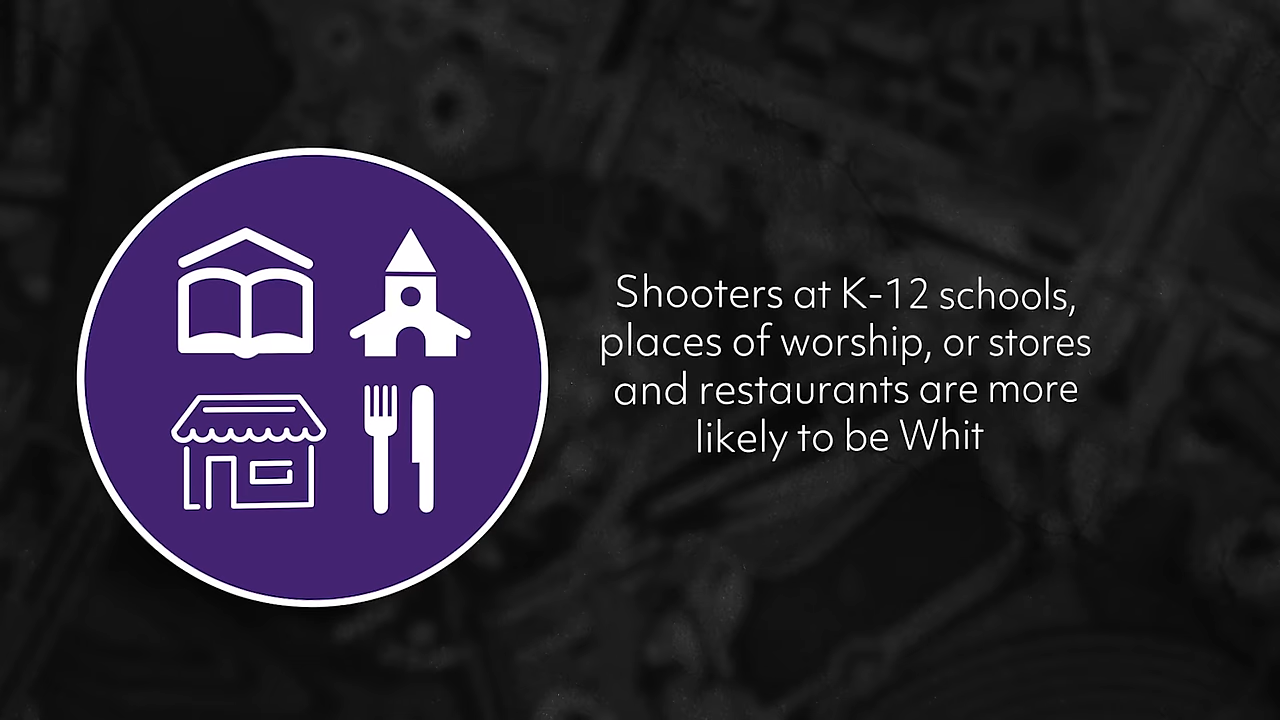 Shooters at K-12 schools,
places of worship, or stores
and restaurants are more
likely to be Whit